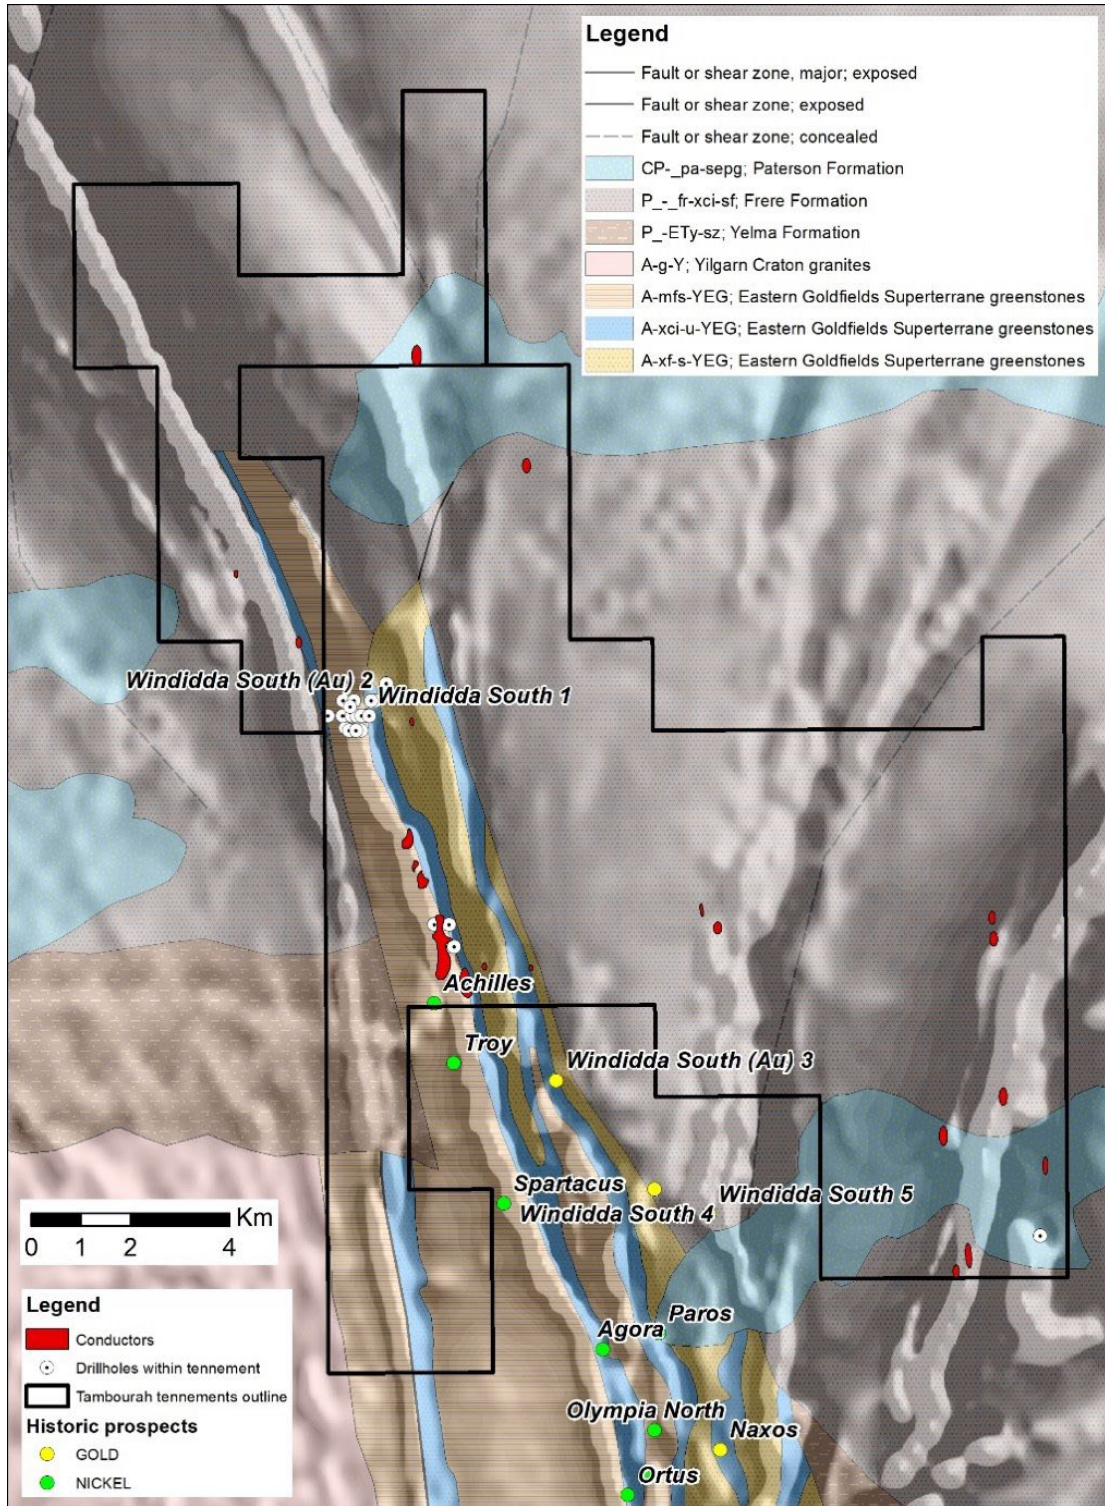 Legend
Fault or shear zone, major; exposed
Fault or shear zone; exposed
Fault or shear zone; concealed
CP-_pa-sepg; Paterson Formation
P_-_fr-xci-sf; Frere Formation
P_-ETy-sz; Yelma Formation
A-g-Y; Yilgarn Craton granites
A-mfs-YEG; Eastern Goldfields Superterrane greenstones
A-xci-u-YEG; Eastern Goldfields Superterrane greenstones
A-xf-s-YEG; Eastern Goldfields Superterrane greenstones
Windidda South (Au) 2
Windidda South 1
Achilles
Troy
Windidda South (Au) 3
Spartacus
Windidda South 5
Windidda South 4
Paros
Agora
Olympia North
Naxos
Ortus
Km
0 1 2 4
Legend
Conductors
Drillholes within tennement
Tambourah tennements outline
Historic prospects
GOLD
NICKEL